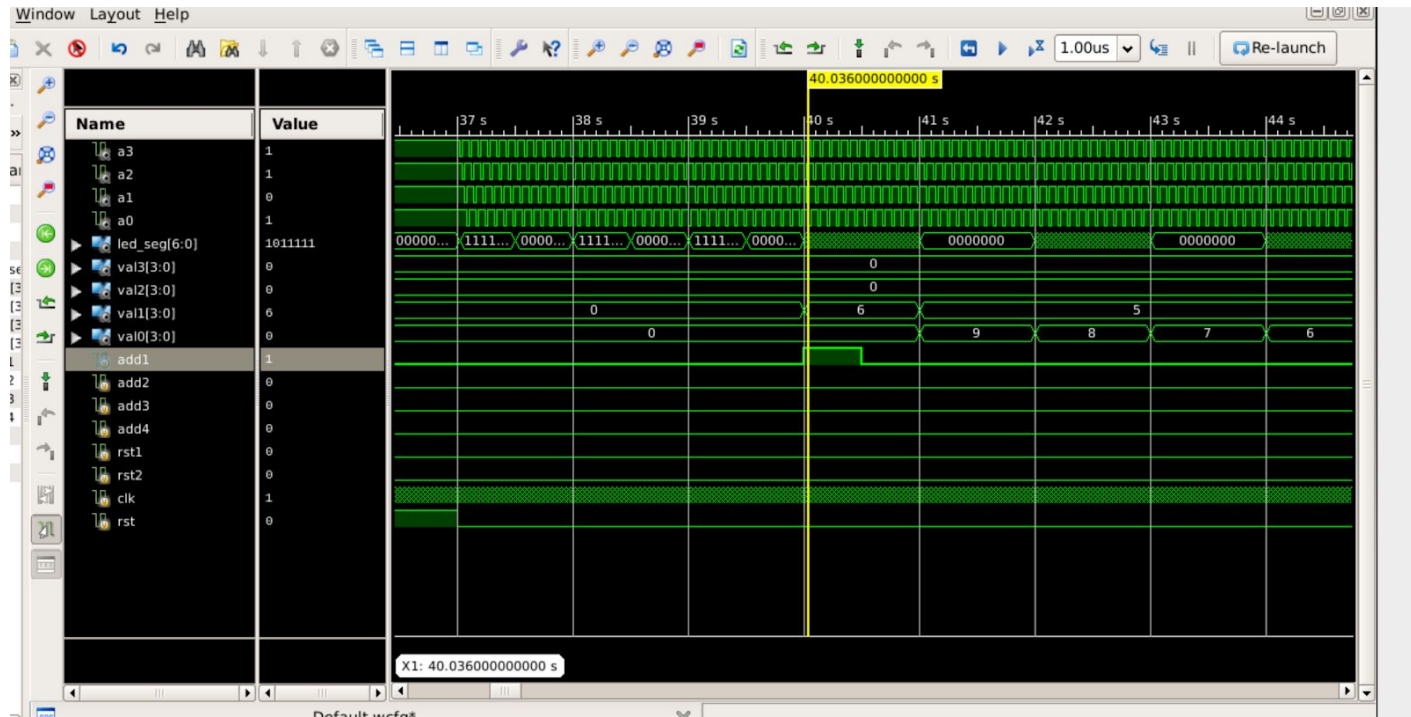 Window Layout Help
1.00us Re-launch
40.036000000000 s
Name Value
37 s 38 s 39 s 40 s 41 s 42 s 43 s 44 s
a3 1
a2 1
a1 0
a0 1
led_seg[6:0] 1011111 00000... 1111... 0000... 1111... 0000... 1111... 0000... 0000000 0000000
val3[3:0] 0 0
val2[3:0] 0 0
val1[3:0] 6 0 6 5
val0[3:0] 0 0 9 8 7 6
add1 1
add2 0
add3 0
add4 0
rst1 0
rst2 0
clk 1
rst 0
X1: 40.036000000000 s